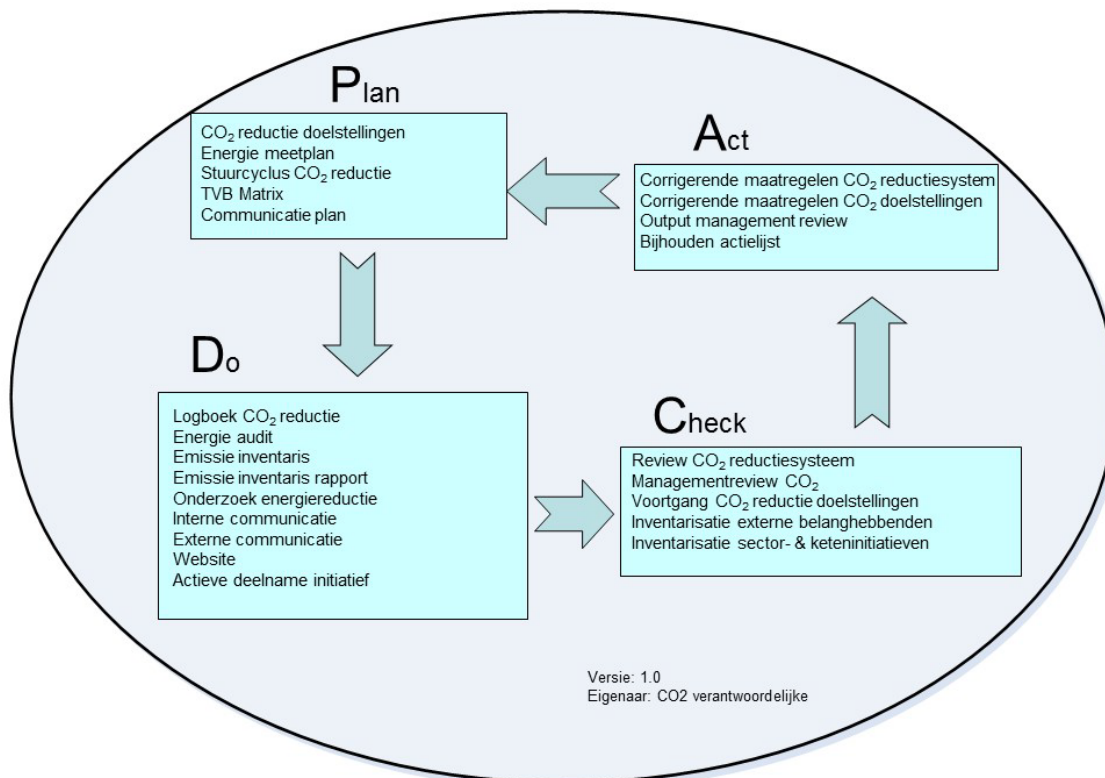 Plan
CO₂ reductie doelstellingen
Energie meetplan
Stuurcyclus CO₂ reductie
TVB Matrix
Communicatie plan
Act
Corrigerende maatregelen CO₂ reductiesystem
Corrigerende maatregelen CO₂ doelstellingen
Output management review
Bijhouden actielijst
Do
Logboek CO₂ reductie
Energie audit
Emissie inventaris
Emissie inventaris rapport
Onderzoek energiereductie
Interne communicatie
Externe communicatie
Website
Actieve deelname initiatief
Check
Review CO₂ reductiesysteem
Managementreview CO₂
Voortgang CO₂ reductie doelstellingen
Inventarisatie externe belanghebbenden
Inventarisatie sector- & keteninitiatieven
Versie: 1.0
Eigenaar: CO2 verantwoordelijke